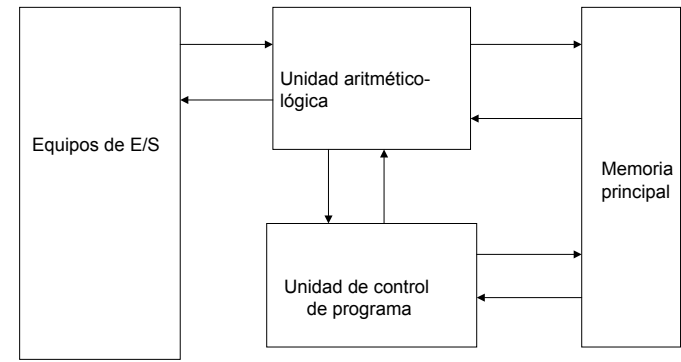 Equipos de E/S
Unidad aritmético-
lógica
Unidad de control
de programa
Memoria
principal